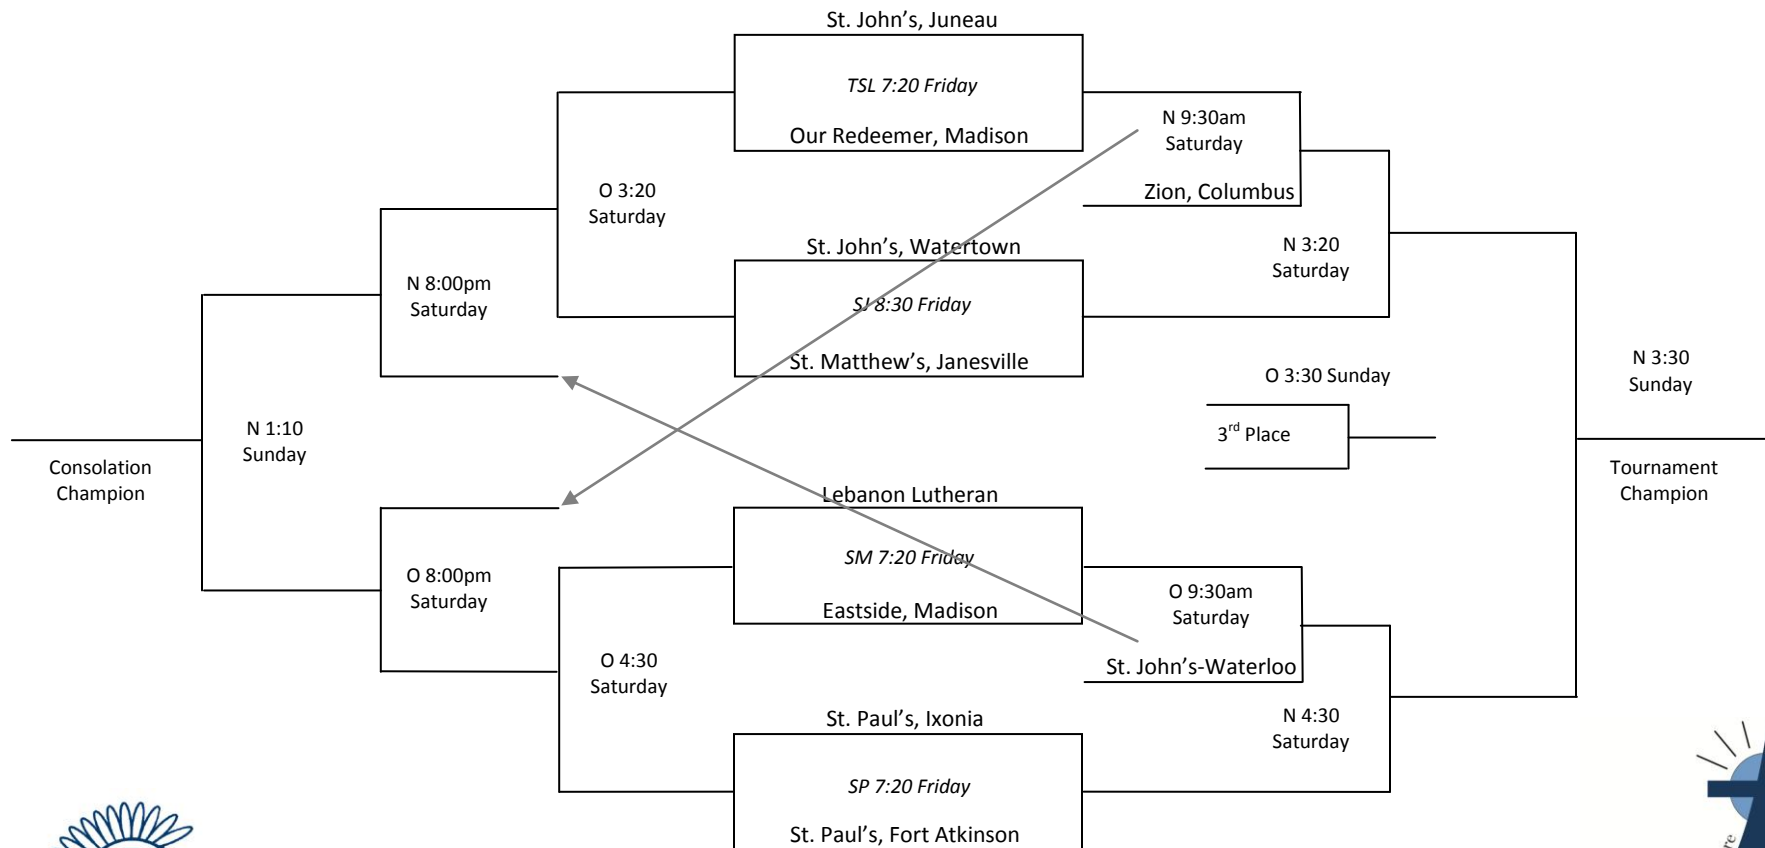 St. John’s, Juneau
TSL 7:20 Friday
Our Redeemer, Madison
N 9:30am
Saturday
Zion, Columbus
O 3:20
Saturday
St. John’s, Watertown
SJ 8:30 Friday
St. Matthew’s, Janesville
N 3:20
Saturday
N 8:00pm
Saturday
O 3:30 Sunday
3rd Place
N 3:30
Sunday
N 1:10
Sunday
Consolation
Champion
Tournament
Champion
Lebanon Lutheran
SM 7:20 Friday
Eastside, Madison
O 9:30am
Saturday
St. John’s-Waterloo
O 8:00pm
Saturday
O 4:30
Saturday
St. Paul’s, Ixonia
SP 7:20 Friday
St. Paul’s, Fort Atkinson
N 4:30
Saturday